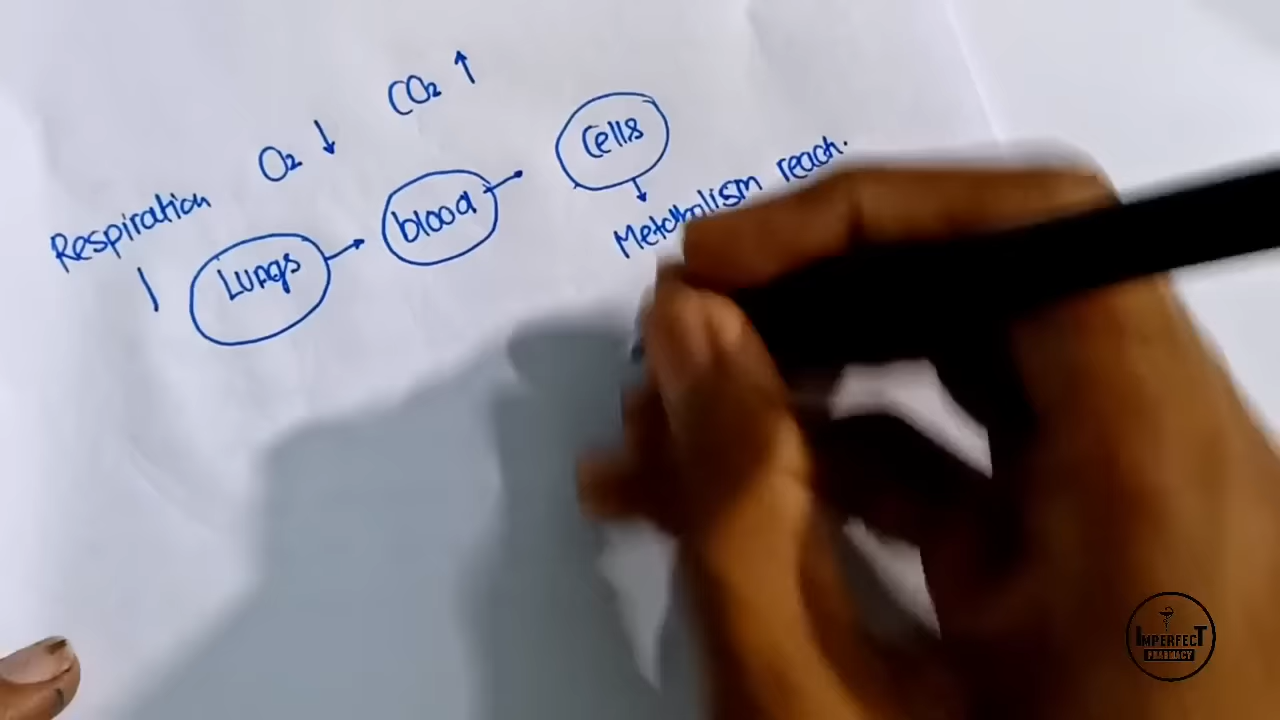 CO₂ ↑
O₂ ↓
Cells
Respiration
blood
Metabolism reach.
Lungs
IMPERFECT
PHARMACY